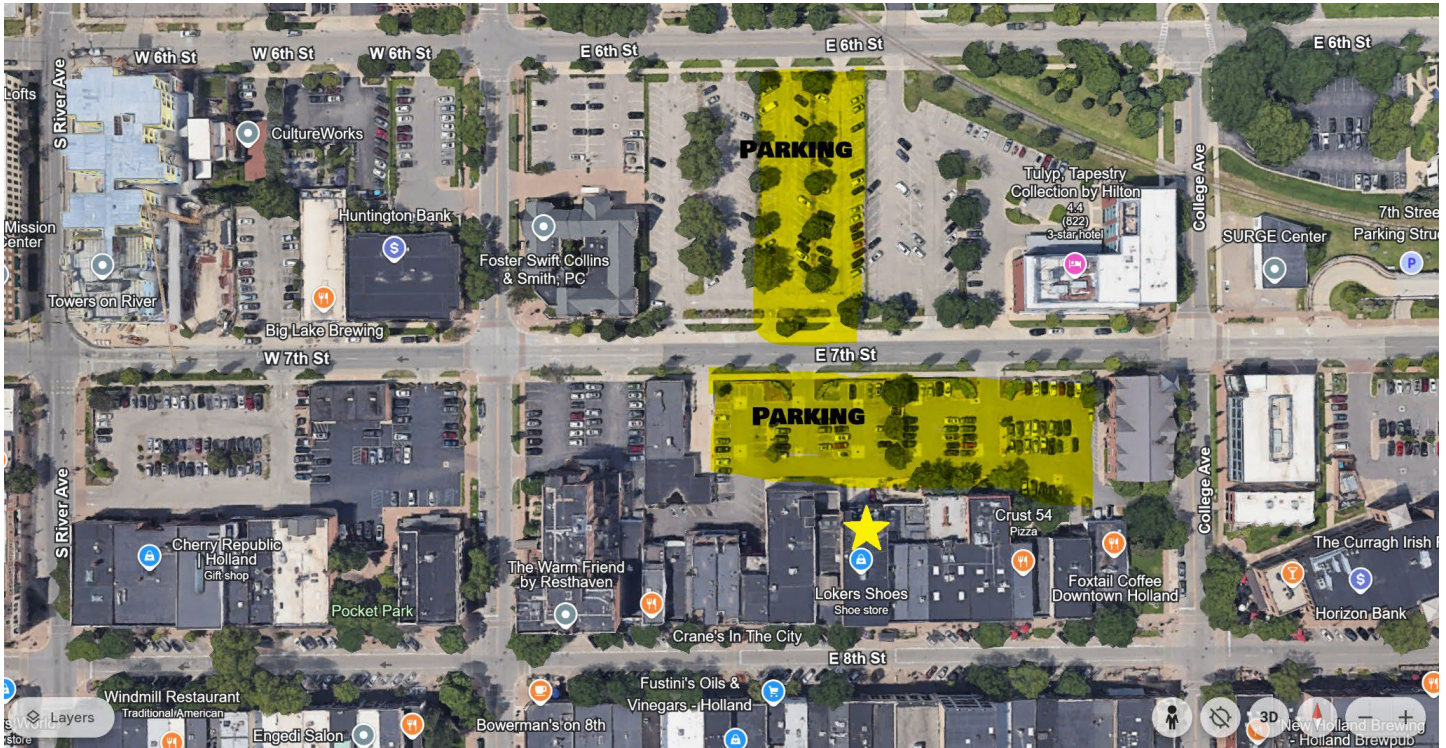 W 6th St
W 6th St
W 6th St
E 6th St
E 6th St
E 6th St
Lofts
S River Ave
CultureWorks
PARKING
College Ave
Tulyp, Tapestry
Collection by Hilton
4.4
(822)
3-star hotel
Mission
Center
Huntington Bank
$
Foster Swift Collins
& Smith, PC
SURGE Center
7th Stree
Parking Stru
P
Towers on River
Big Lake Brewing
W 7th St
E 7th St
PARKING
S River Ave
College Ave
Cherry Republic
| Holland
Gift shop
The Warm Friend
by Resthaven
Lokers Shoes
Shoe store
Crust 54
Pizza
Foxtail Coffee
Downtown Holland
The Curragh Irish P
$
Horizon Bank
Pocket Park
Crane's In The City
E 8th St
Windmill Restaurant
Traditional American
Engedi Salon
Bowerman's on 8th
Fustini's Oils &
Vinegars - Holland
Layers
3D
New Holland Brewing
- Holland Brewpub